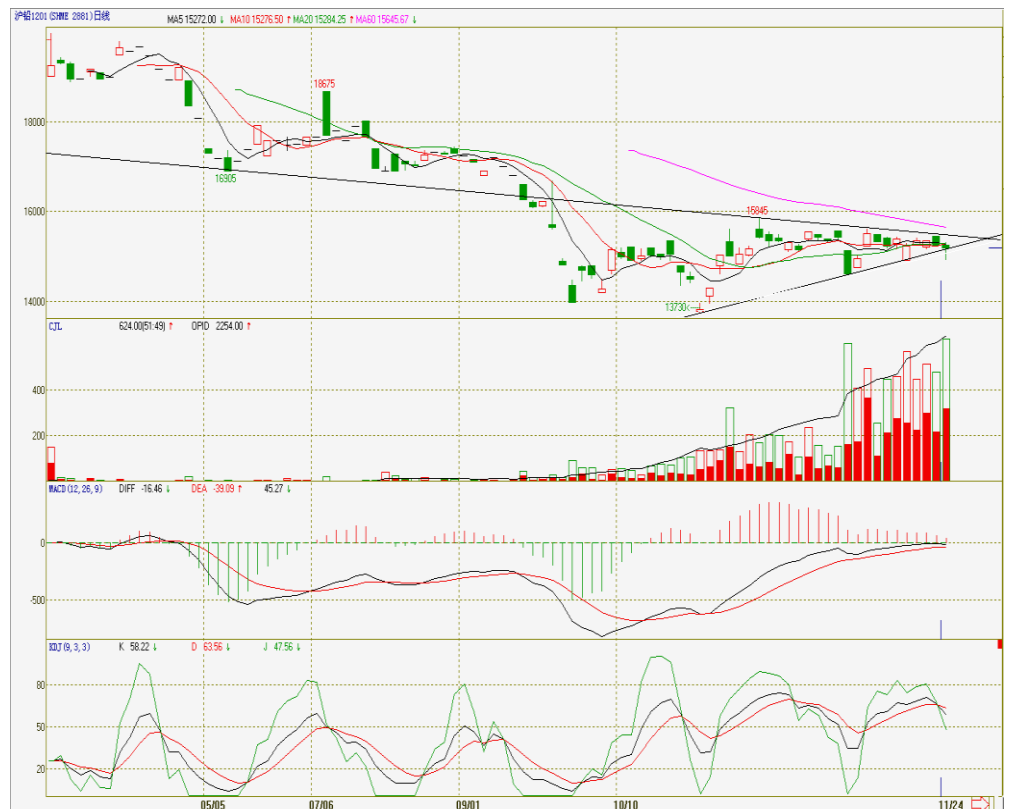 沪铅1201 (SHME 2881)日线 MA5 15272.00 ↓ MA10 15276.50 ↑ MA20 15284.25 ↑ MA60 15645.67 ↓
18675
18000
16905
16000
15845
14000
13730
CJL 624.00(51:49) ↑ OPID 2254.00 ↑
400
200
MACD(12,26,9) DIFF -16.46 ↓ DEA -39.09 ↑ 45.27 ↓
0
-500
KDJ(9,3,3) K 58.22 ↓ D 63.56 ↓ J 47.56 ↓
80
50
20
05/05 07/06 09/01 10/10 11/24